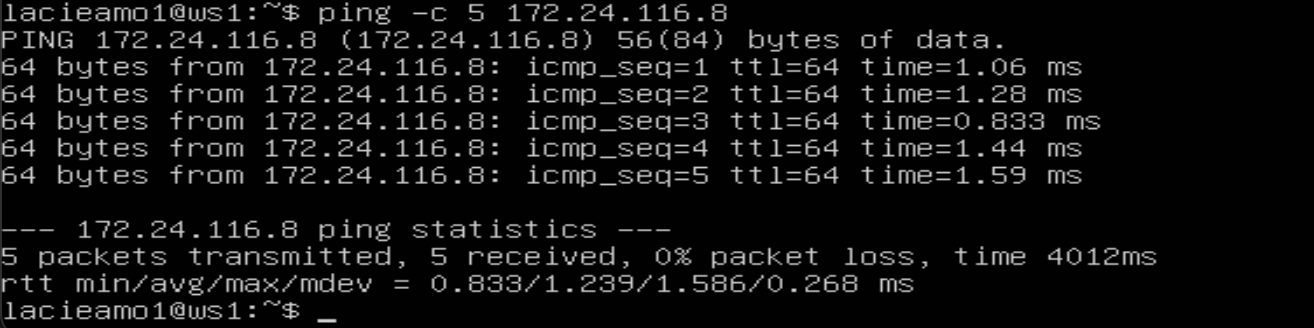 lacieamo1@ws1:~$ ping -c 5 172.24.116.8
PING 172.24.116.8 (172.24.116.8) 56(84) bytes of data.
64 bytes from 172.24.116.8: icmp_seq=1 ttl=64 time=1.06 ms
64 bytes from 172.24.116.8: icmp_seq=2 ttl=64 time=1.28 ms
64 bytes from 172.24.116.8: icmp_seq=3 ttl=64 time=0.833 ms
64 bytes from 172.24.116.8: icmp_seq=4 ttl=64 time=1.44 ms
64 bytes from 172.24.116.8: icmp_seq=5 ttl=64 time=1.59 ms
--- 172.24.116.8 ping statistics ---
5 packets transmitted, 5 received, 0% packet loss, time 4012ms
rtt min/avg/max/mdev = 0.833/1.239/1.586/0.268 ms
lacieamo1@ws1:~$ _